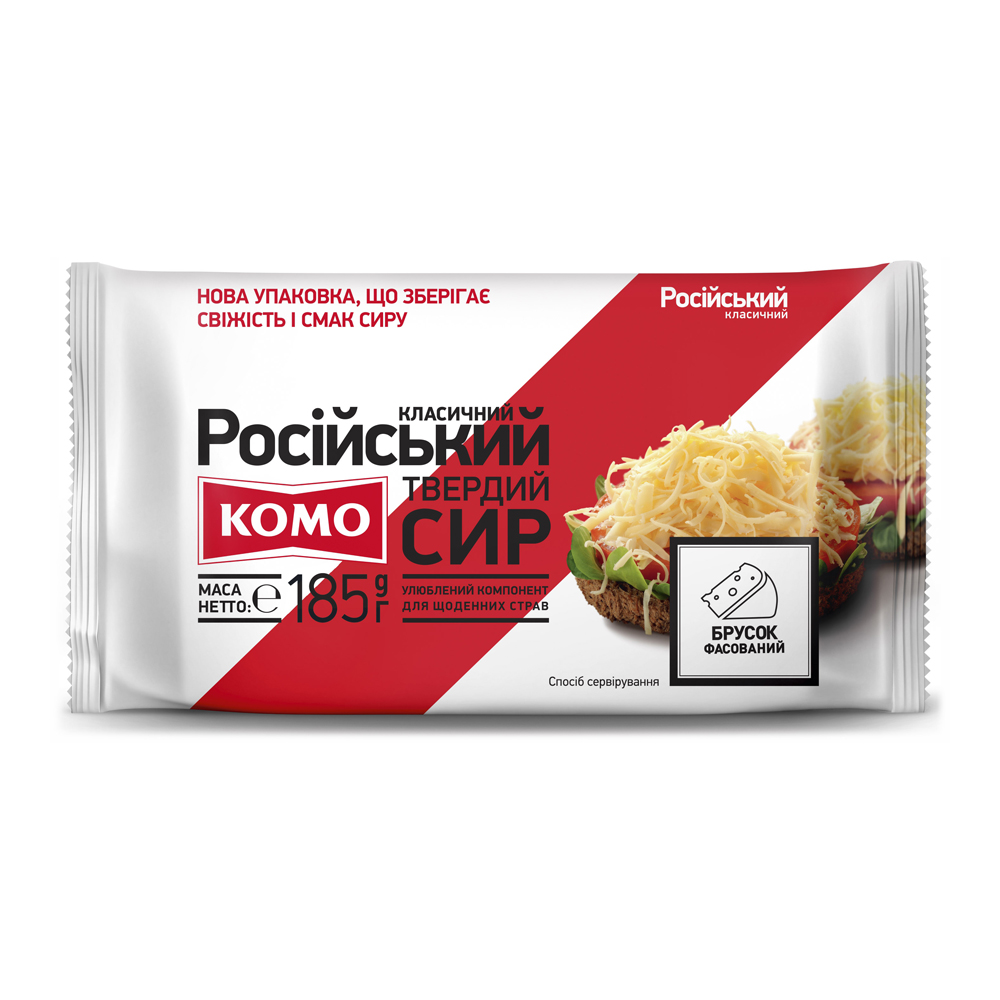 НОВА УПАКОВКА, ЩО ЗБЕРІГАЄ
СВІЖІСТЬ І СМАК СИРУ
Російський
класичний
КЛАСИЧНИЙ
Російський
ТВЕРДИЙ
СИР
КОМО
МАСА
НЕТТО: ℮ 185 g
г
УЛЮБЛЕНИЙ КОМПОНЕНТ
ДЛЯ ЩОДЕННИХ СТРАВ
БРУСОК
ФАСОВАНИЙ
Спосіб сервірування